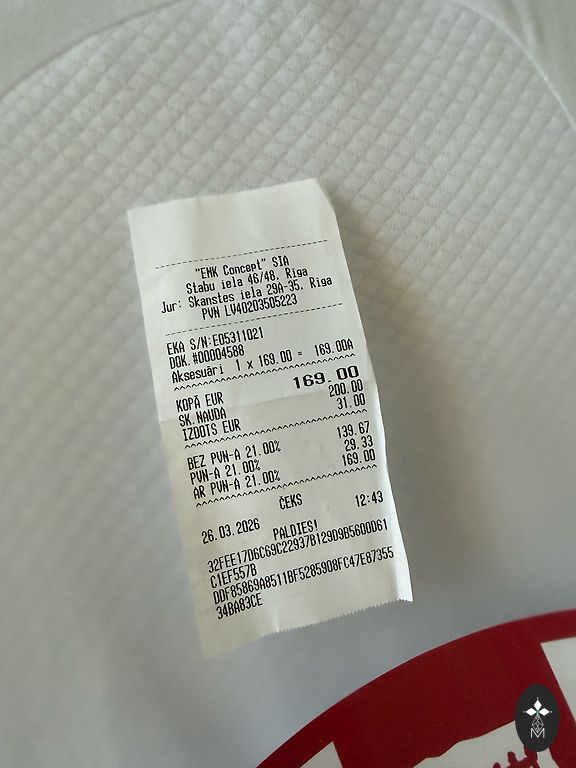 "EMK Concept" SIA
Stabu iela 46/48, Rīga
Jur: Skanstes iela 29A-35, Rīga
PVN LV40203505223
EKA S/N:E05311021
DOK.#00004588
Aksesuāri 1 x 169.00 = 169.00A
KOPĀ EUR 169.00
SK.NAUDA 200.00
IZDOTS EUR 31.00
BEZ PVN-A 21.00% 139.67
PVN-A 21.00% 29.33
AR PVN-A 21.00% 169.00
ČEKS
26.03.2026 12:43
PALDIES!
32FEE17D6C69C22937B129D9B5600D61
C1EF557B
DDF85869A8511BF5285908FC47E87355
34BA83CE
M